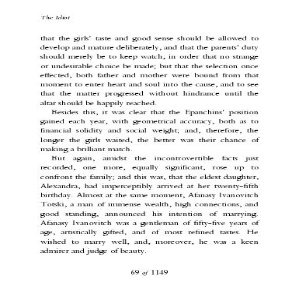 The Idiot
that the girls' taste and good sense should be allowed to
develop and mature deliberately, and that the parents' duty
should merely be to keep watch, in order that no strange
or undesirable choice be made; but that the selection once
effected, both father and mother were bound from that
moment to enter heart and soul into the cause, and to see
that the matter progressed without hindrance until the
altar should be happily reached.
Besides this, it was clear that the Epanchins' position
gained each year, with geometrical accuracy, both as to
financial solidity and social weight; and, therefore, the
longer the girls waited, the better was their chance of
making a brilliant match.
But again, amidst the incontrovertible facts just
recorded, one more, equally significant, rose up to
confront the family; and this was, that the eldest daughter,
Alexandra, had imperceptibly arrived at her twenty-fifth
birthday. Almost at the same moment, Afanasy Ivanovitch
Totski, a man of immense wealth, high connections, and
good standing, announced his intention of marrying.
Afanasy Ivanovitch was a gentleman of fifty-five years of
age, artistically gifted, and of most refined tastes. He
wished to marry well, and, moreover, he was a keen
admirer and judge of beauty.
69 of 1149